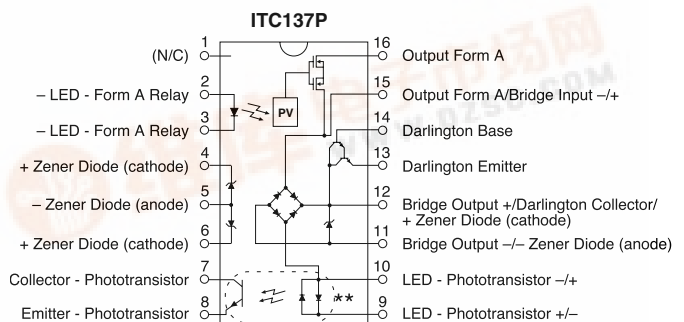 ITC137P
1
(N/C)
2
– LED - Form A Relay
3
– LED - Form A Relay
4
+ Zener Diode (cathode)
5
– Zener Diode (anode)
6
+ Zener Diode (cathode)
7
Collector - Phototransistor
8
Emitter - Phototransistor
PV
**
16
Output Form A
15
Output Form A/Bridge Input –/+
14
Darlington Base
13
Darlington Emitter
12
Bridge Output +/Darlington Collector/
+ Zener Diode (cathode)
11
Bridge Output –/– Zener Diode (anode)
10
LED - Phototransistor –/+
9
LED - Phototransistor +/–